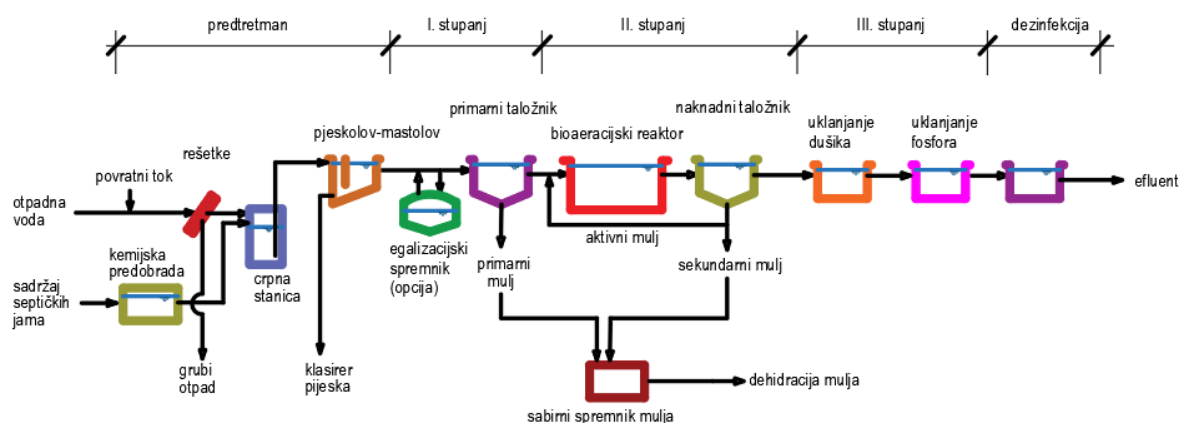 predtretman
I. stupanj
II. stupanj
III. stupanj
dezinfekcija
primarni taložnik
naknadni taložnik
pjeskolov-mastolov
bioaeracijski reaktor
uklanjanje
dušika
uklanjanje
fosfora
rešetke
povratni tok
otpadna
voda
efluent
aktivni mulj
kemijska
predobrada
crpna
stanica
egalizacijski
spremnik
(opcija)
primarni
mulj
sekundarni mulj
sadržaj
septičkih
jama
grubi
otpad
klasirer
pijeska
dehidracija mulja
sabirni spremnik mulja